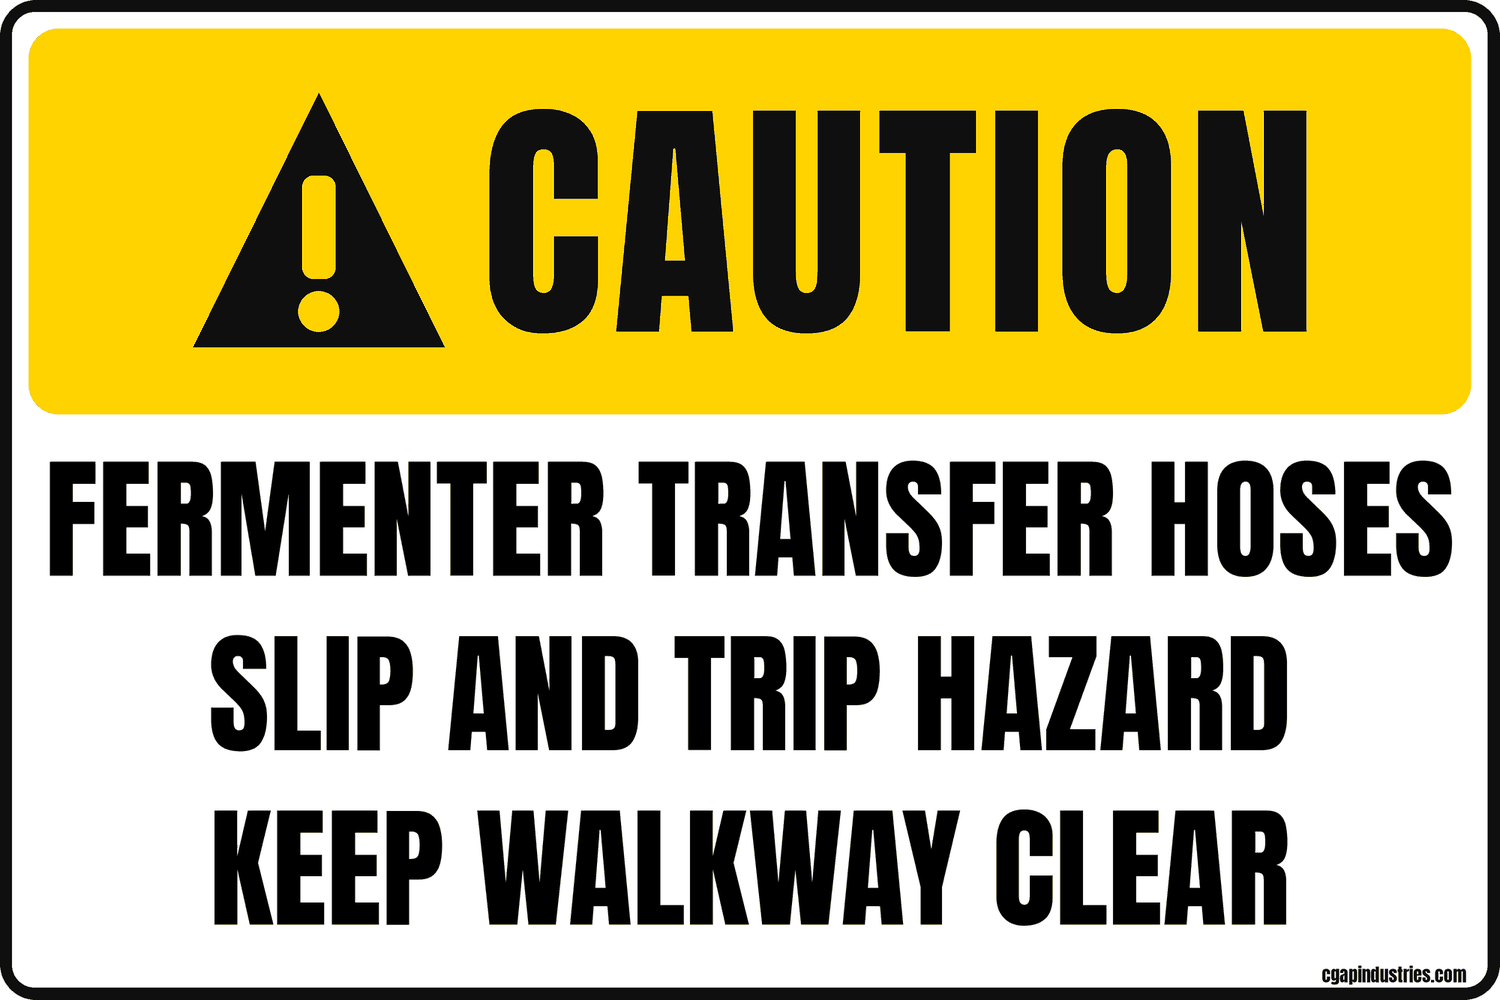 CAUTION
FERMENTER TRANSFER HOSES
SLIP AND TRIP HAZARD
KEEP WALKWAY CLEAR
cgapindustries.com